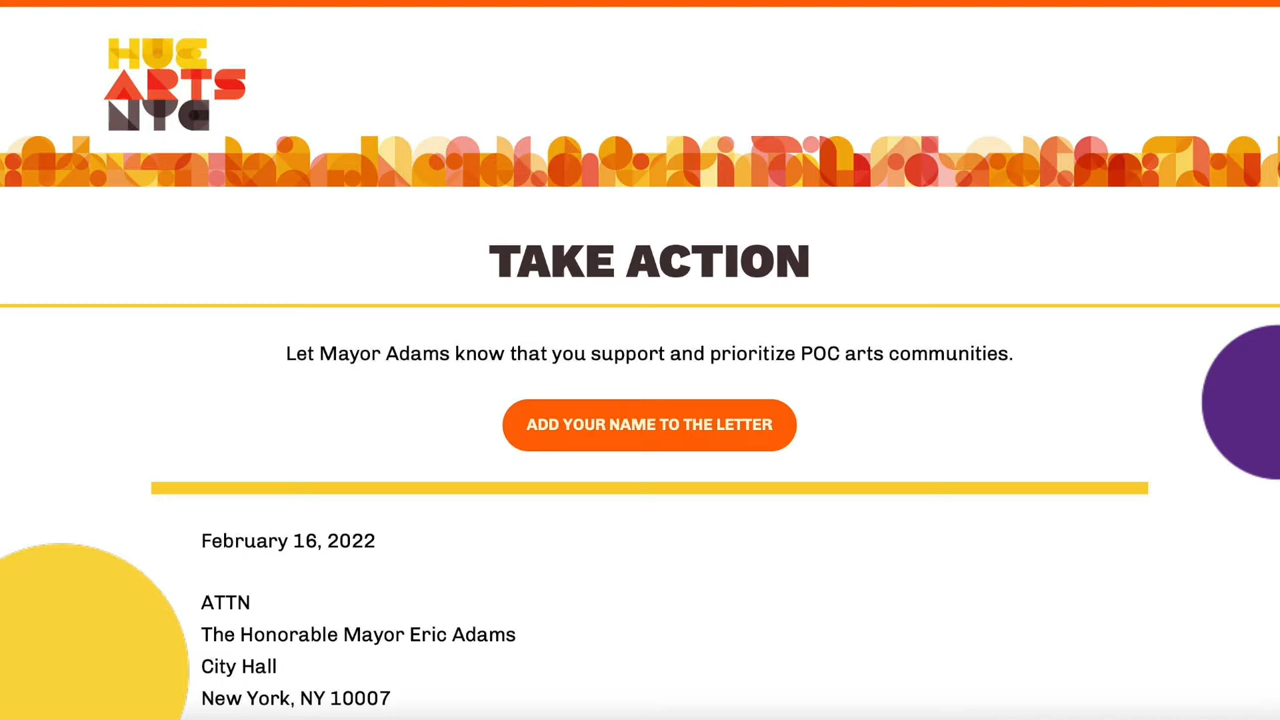 HUE
ARTS
NYC
TAKE ACTION
Let Mayor Adams know that you support and prioritize POC arts communities.
ADD YOUR NAME TO THE LETTER
February 16, 2022
ATTN
The Honorable Mayor Eric Adams
City Hall
New York, NY 10007